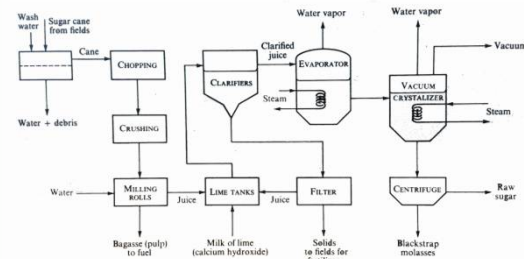 Wash
water
Sugar cane
from fields
Cane
Water + debris
CHOPPING
CRUSHING
Water
MILLING
ROLLS
Bagasse (pulp)
to fuel
Juice
LIME TANKS
Milk of lime
(calcium hydroxide)
Juice
FILTER
Solids
to fields for
CLARIFIERS
Clarified
juice
Water vapor
EVAPORATOR
Steam
Water vapor
Vacuum
VACUUM
CRYSTALIZER
Steam
CENTRIFUGE
Raw
sugar
Blackstrap
molasses